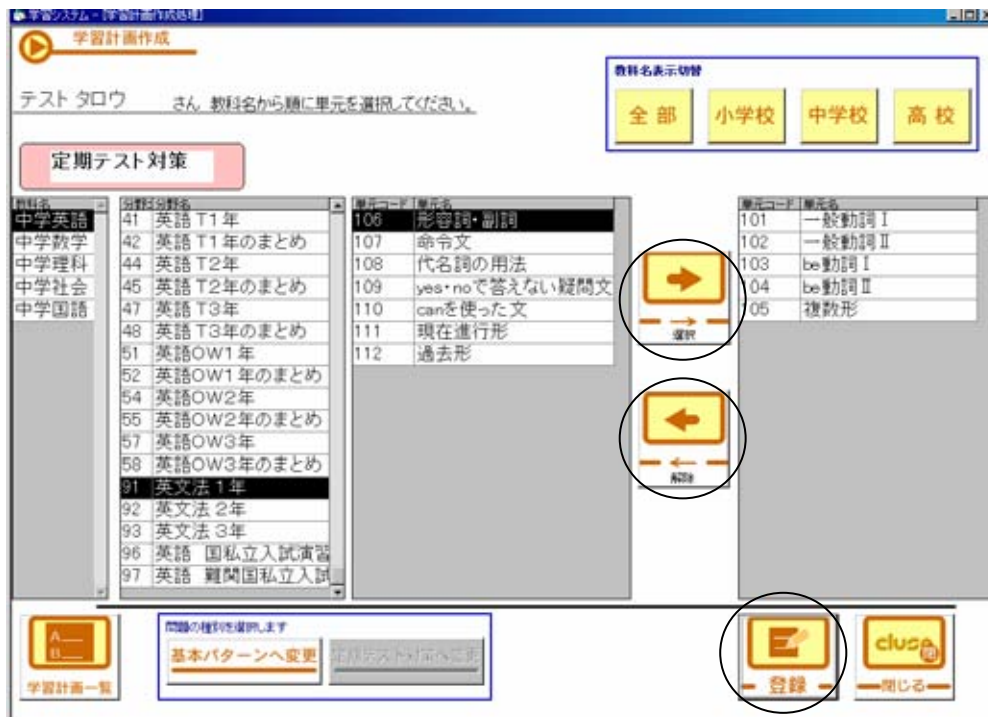 学習システム - [学習計画作成処理]
学習計画作成
教科名表示切替
テスト タロウ さん 教科名から順に単元を選択してください。
全部 小学校 中学校 高校
定期テスト対策
教科名
中学英語
中学数学
中学理科
中学社会
中学国語
分野名
41 英語T1年
42 英語T1年のまとめ
44 英語T2年
45 英語T2年のまとめ
47 英語T3年
48 英語T3年のまとめ
51 英語OW1年
52 英語OW1年のまとめ
54 英語OW2年
55 英語OW2年のまとめ
57 英語OW3年
58 英語OW3年のまとめ
91 英文法1年
92 英文法2年
93 英文法3年
96 英語 国私立入試演習
97 英語 難関国私立入試
単元コード 単元名
106 形容詞・副詞
107 命令文
108 代名詞の用法
109 yes・noで答えない疑問文
110 canを使った文
111 現在進行形
112 過去形
選択
解除
単元コード 単元名
101 一般動詞Ⅰ
102 一般動詞Ⅱ
103 be動詞Ⅰ
104 be動詞Ⅱ
105 複数形
A
B
学習計画一覧
問題の種別を選択します
基本パターンへ変更
定期テスト対策へ変更
登録
close 閉
閉じる